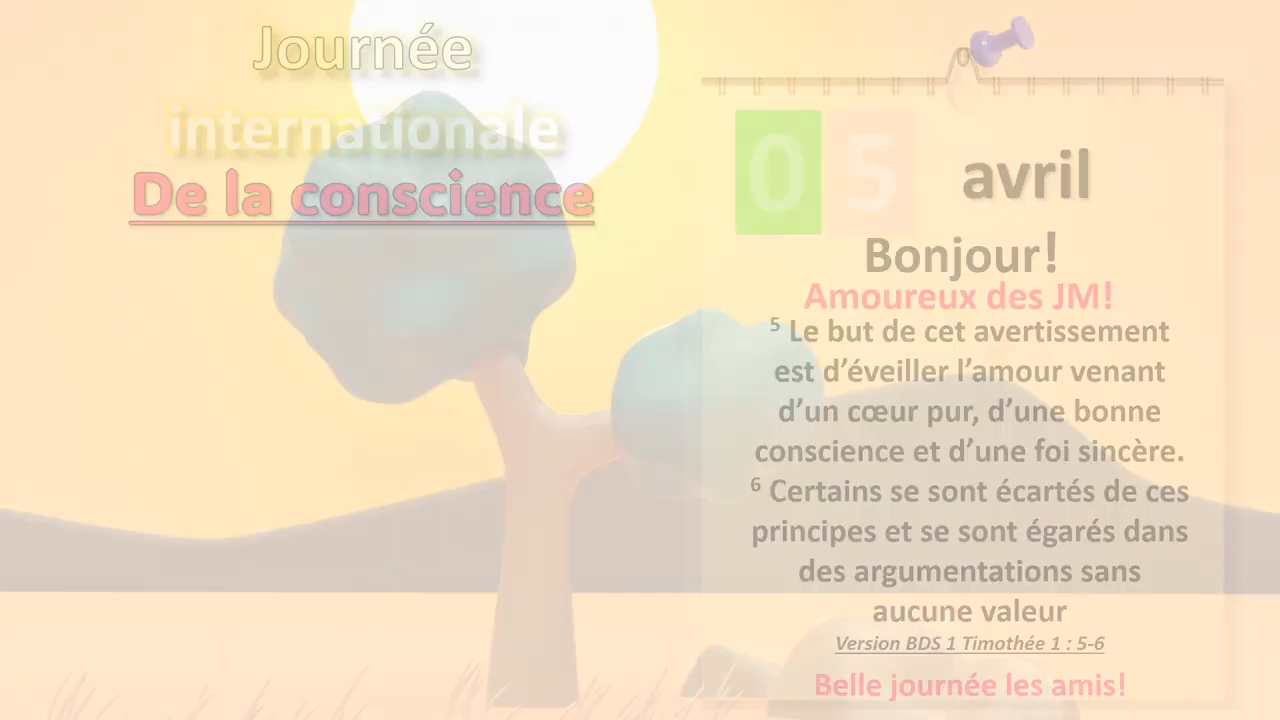 Journée
internationale
De la conscience
05 avril
Bonjour!
Amoureux des JM!
5 Le but de cet avertissement
est d’éveiller l’amour venant
d’un cœur pur, d’une bonne
conscience et d’une foi sincère.
6 Certains se sont écartés de ces
principes et se sont égarés dans
des argumentations sans
aucune valeur
Version BDS 1 Timothée 1 : 5-6
Belle journée les amis!